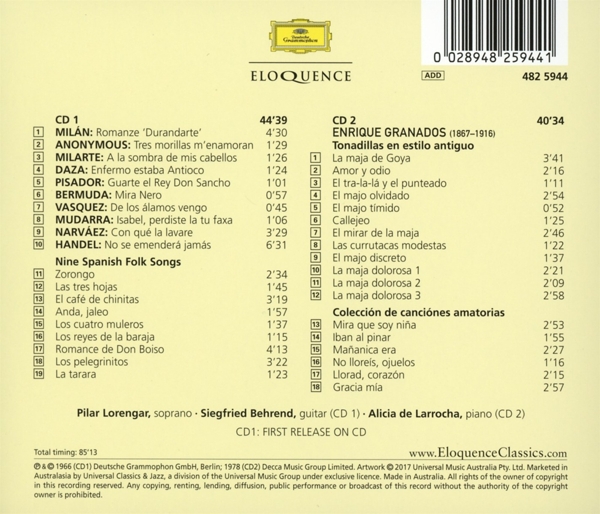 Deutsche
Grammophon
ELOQUENCE
0 028948 259441
ADD
482 5944
CD 1 44’39
1 MILÁN: Romanze ‘Durandarte’ 4’30
2 ANONYMOUS: Tres morillas m’enamoran 1’29
3 MILARTE: A la sombra de mis cabellos 1’26
4 DAZA: Enfermo estaba Antioco 1’24
5 PISADOR: Guarte el Rey Don Sancho 1’01
6 BERMUDA: Mira Nero 0’57
7 VASQUEZ: De los álamos vengo 0’45
8 MUDARRA: Isabel, perdiste la tu faxa 1’06
9 NARVÁEZ: Con qué la lavare 3’29
10 HANDEL: No se emenderá jamás 6’31
Nine Spanish Folk Songs
11 Zorongo 2’34
12 Las tres hojas 1’45
13 El café de chinitas 3’19
14 Anda, jaleo 1’57
15 Los cuatro muleros 1’37
16 Los reyes de la baraja 1’15
17 Romance de Don Boiso 4’13
18 Los pelegrinitos 3’22
19 La tarara 1’23
CD 2 40’34
ENRIQUE GRANADOS (1867–1916)
Tonadillas en estilo antiguo
1 La maja de Goya 3’41
2 Amor y odio 2’16
3 El tra-la-lá y el punteado 1’11
4 El majo olvidado 2’54
5 El majo tímido 0’52
6 Callejeo 1’25
7 El mirar de la maja 2’46
8 Las currutacas modestas 1’22
9 El majo discreto 1’37
10 La maja dolorosa 1 2’21
11 La maja dolorosa 2 2’09
12 La maja dolorosa 3 2’58
Colección de canciónes amatorias
13 Mira que soy niña 2’53
14 Iban al pinar 1’55
15 Mañanica era 2’27
16 No lloreís, ojuelos 1’16
17 Llorad, corazón 2’15
18 Gracia mía 2’57
Pilar Lorengar, soprano · Siegfried Behrend, guitar (CD 1) · Alicia de Larrocha, piano (CD 2)
CD1: FIRST RELEASE ON CD
Total timing: 85’13
www.EloquenceClassics.com
℗ & © 1966 (CD1) Deutsche Grammophon GmbH, Berlin; 1978 (CD2) Decca Music Group Limited. Artwork © 2017 Universal Music Australia Pty. Ltd. Marketed in
Australasia by Universal Classics & Jazz, a division of the Universal Music Group under exclusive licence. Made in Australia. All rights of the owner of copyright
in this recording reserved. Any copying, renting, lending, diffusion, public performance or broadcast of this record without the authority of the copyright
owner is prohibited.